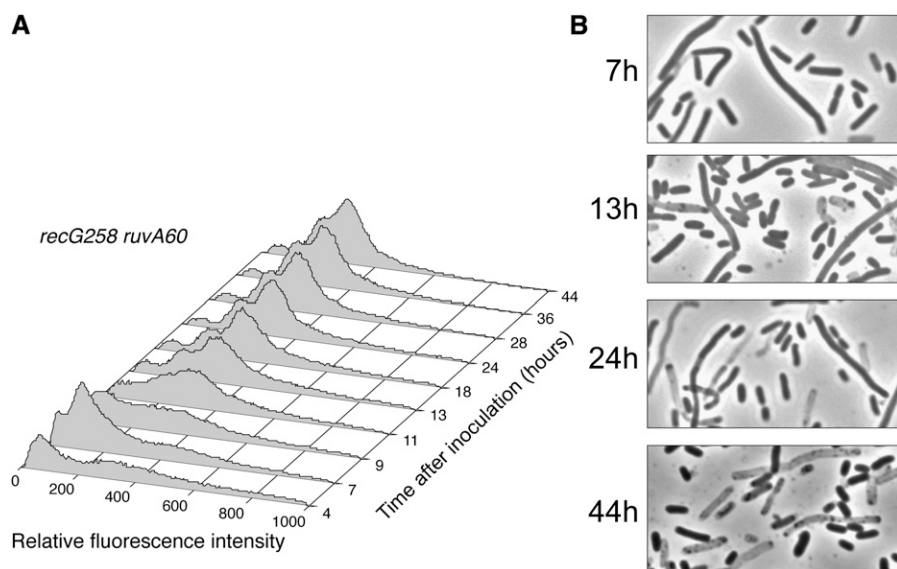 A
B
recG258 ruvA60
7h
13h
24h
44h
44
36
28
24
18
13
11
9
7
4
0
200
400
600
800
1000
Time after inoculation (hours)
Relative fluorescence intensity